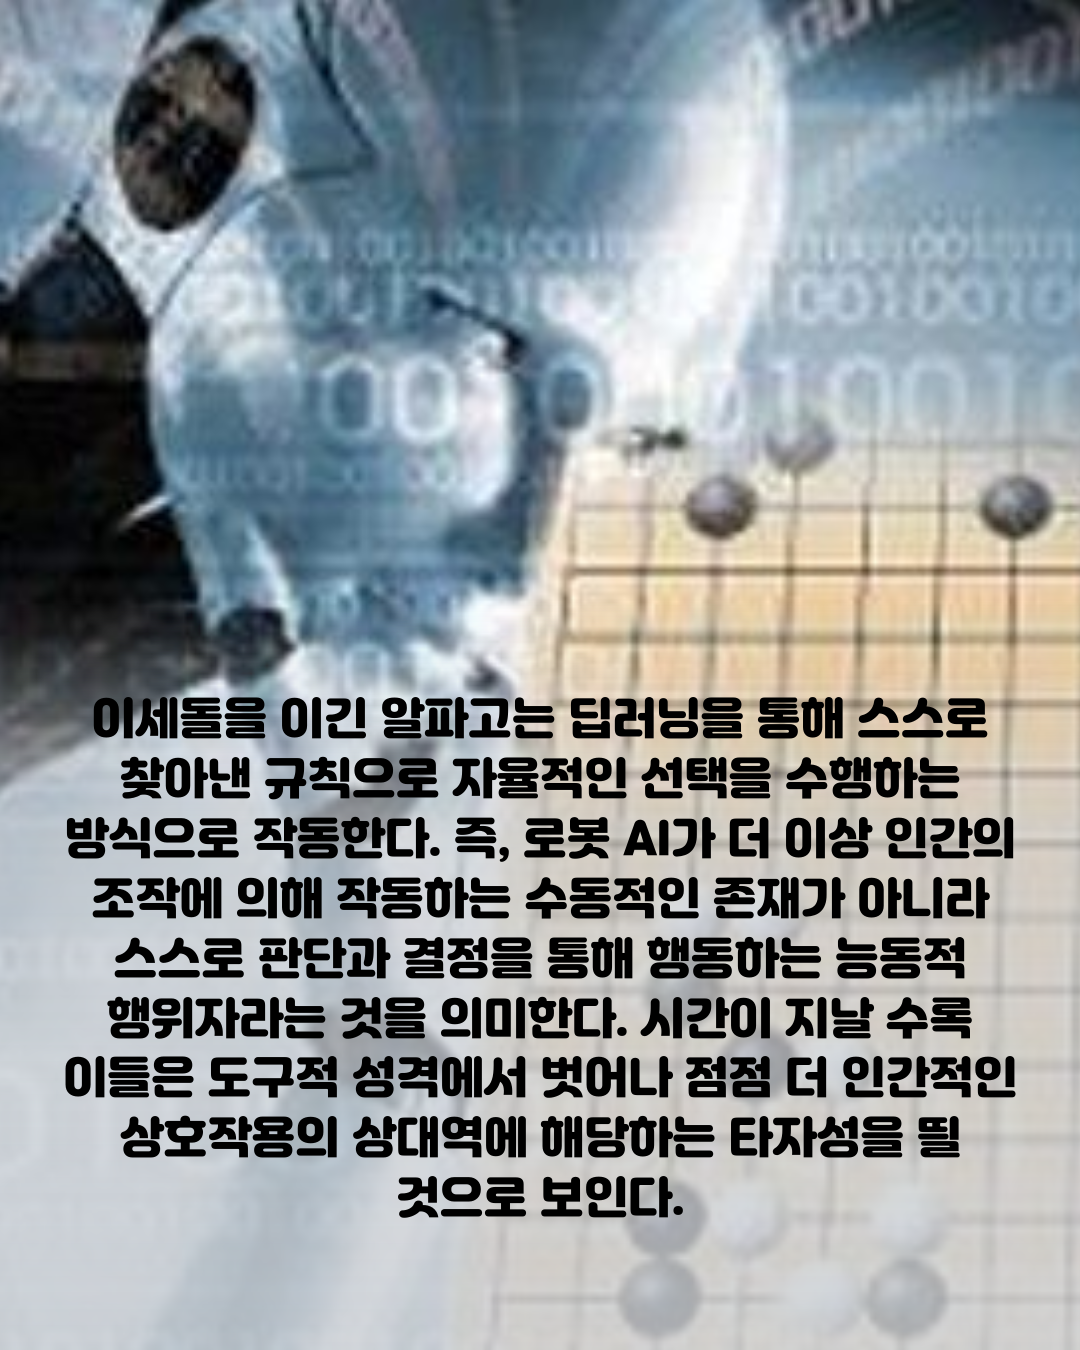 이세돌을 이긴 알파고는 딥러닝을 통해 스스로
찾아낸 규칙으로 자율적인 선택을 수행하는
방식으로 작동한다. 즉, 로봇 AI가 더 이상 인간의
조작에 의해 작동하는 수동적인 존재가 아니라
스스로 판단과 결정을 통해 행동하는 능동적
행위자라는 것을 의미한다. 시간이 지날 수록
이들은 도구적 성격에서 벗어나 점점 더 인간적인
상호작용의 상대역에 해당하는 타자성을 띌
것으로 보인다.